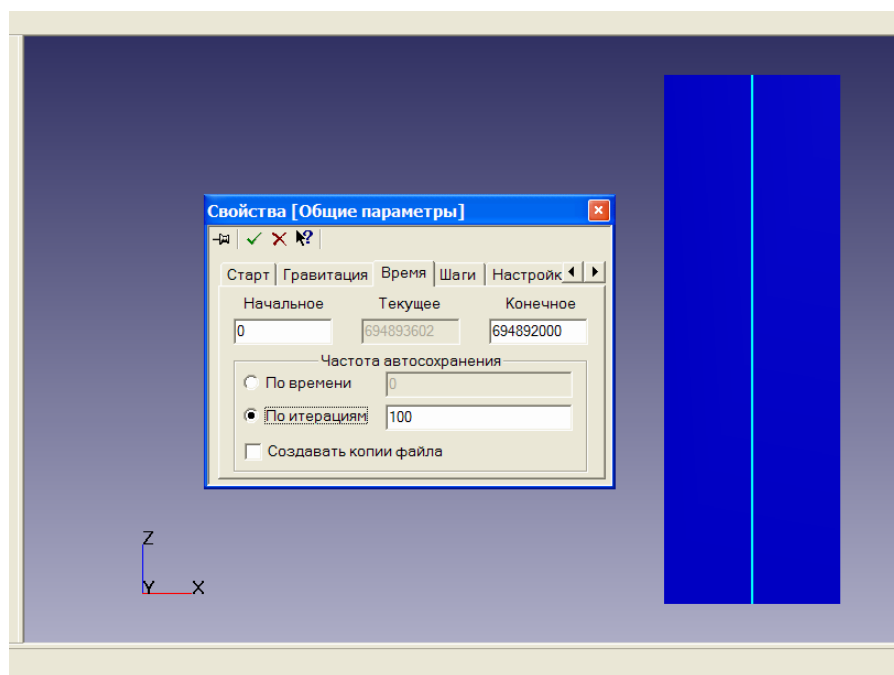 Свойства [Общие параметры]
Старт Гравитация Время Шаги Настройк
Начальное Текущее Конечное
0 694893602 694892000
Частота автосохранения
По времени 0
По итерациям 100
Создавать копии файла
Z
Y X